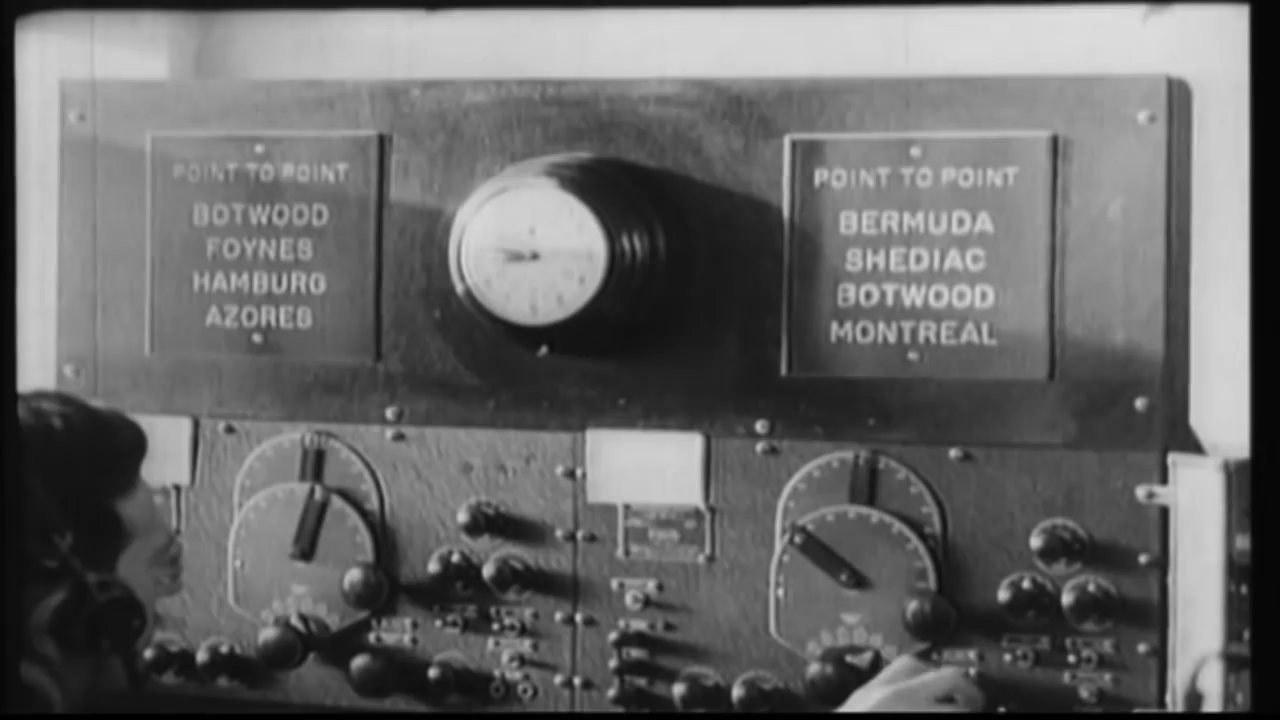 POINT TO POINT
BOTWOOD
FOYNES
HAMBURG
AZORES
POINT TO POINT
BERMUDA
SHEDIAC
BOTWOOD
MONTREAL